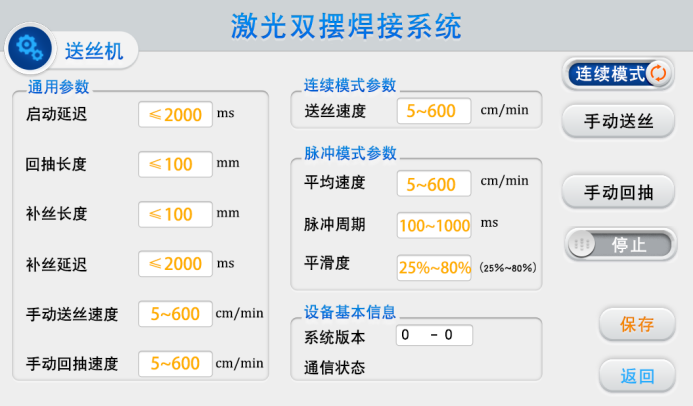 激光双摆焊接系统
送丝机
通用参数
启动延迟 ≤2000 ms
回抽长度 ≤100 mm
补丝长度 ≤100 mm
补丝延迟 ≤2000 ms
手动送丝速度 5~600 cm/min
手动回抽速度 5~600 cm/min
连续模式参数
送丝速度 5~600 cm/min
脉冲模式参数
平均速度 5~600 cm/min
脉冲周期 100~1000 ms
平滑度 25%~80% (25%~80%)
设备基本信息
系统版本 0 - 0
通信状态
连续模式
手动送丝
手动回抽
停止
保存
返回